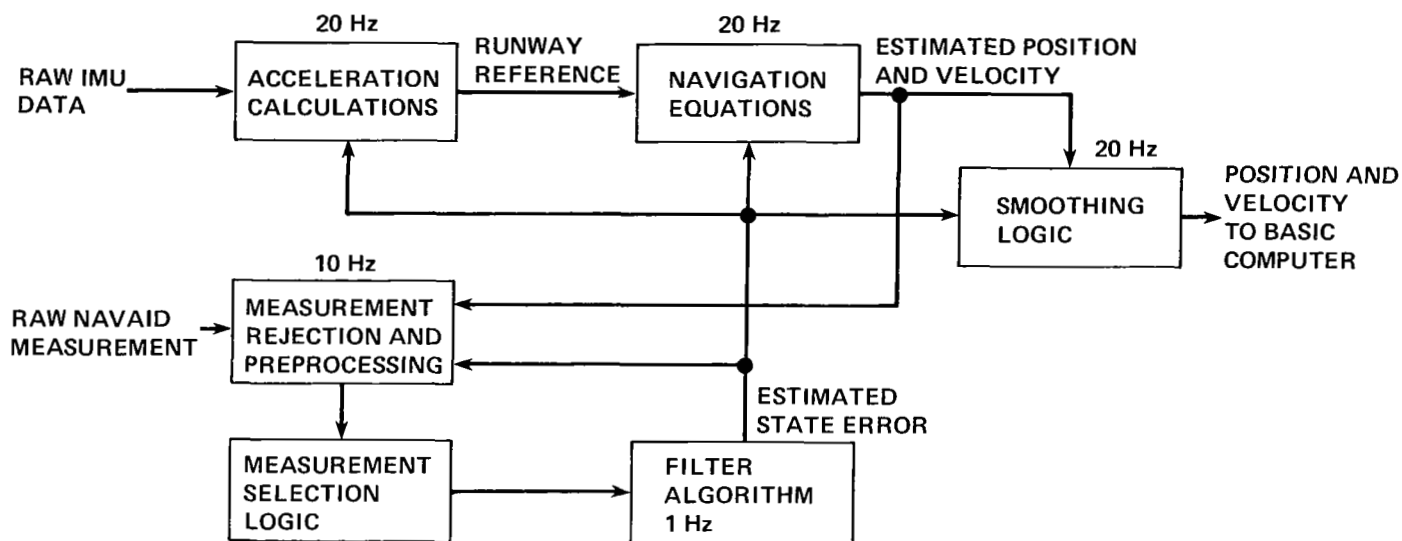 20 Hz
RAW IMU
DATA
ACCELERATION
CALCULATIONS
RUNWAY
REFERENCE
20 Hz
NAVIGATION
EQUATIONS
ESTIMATED POSITION
AND VELOCITY
20 Hz
SMOOTHING
LOGIC
POSITION AND
VELOCITY
TO BASIC
COMPUTER
10 Hz
RAW NAVAID
MEASUREMENT
MEASUREMENT
REJECTION AND
PREPROCESSING
ESTIMATED
STATE ERROR
MEASUREMENT
SELECTION
LOGIC
FILTER
ALGORITHM
1 Hz